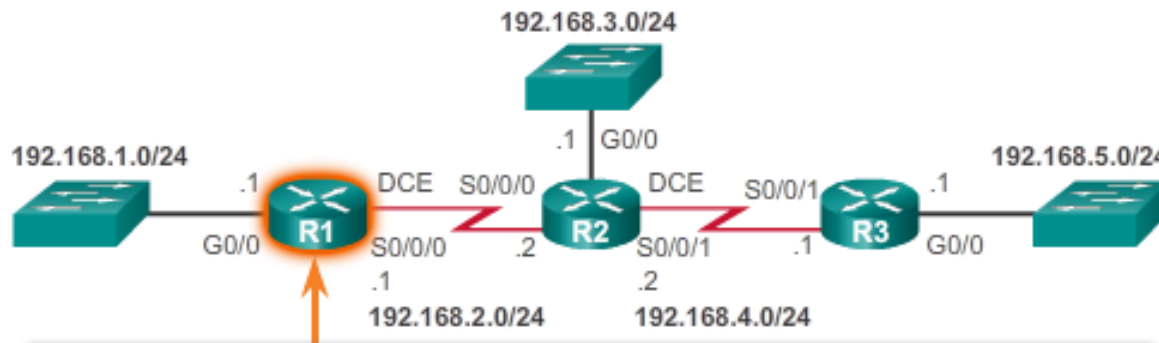 192.168.3.0/24
.1 G0/0
192.168.1.0/24
192.168.5.0/24
.1 DCE S0/0/0 DCE S0/0/1 .1
R1 R2 R3
G0/0 S0/0/0 .2 S0/0/1 .1 G0/0
.1 .2
192.168.2.0/24 192.168.4.0/24